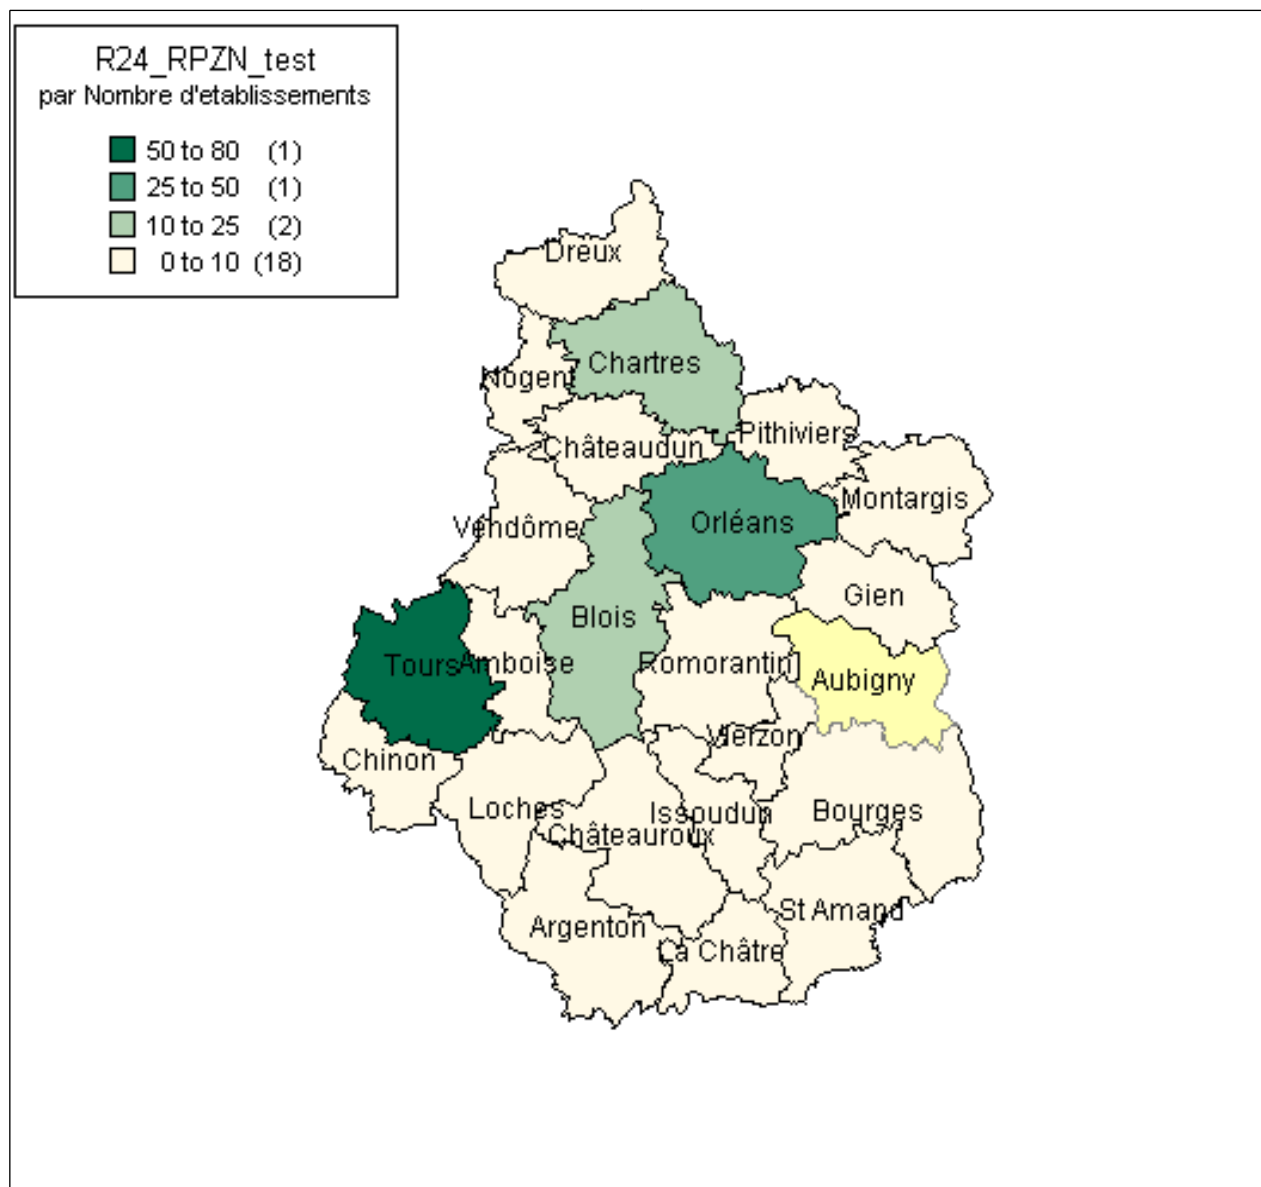 R24_RPZN_test
par Nombre d'etablissements
50 to 80 (1)
25 to 50 (1)
10 to 25 (2)
0 to 10 (18)
Dreux
Chartres
Nogent
Châteaudun
Pithiviers
Montargis
Vendôme
Orléans
Gien
Blois
Tours
Amboise
Romorantin
Aubigny
Vierzon
Chinon
Loches
Issoudun
Bourges
Châteauroux
St Amand
Argenton
La Châtre